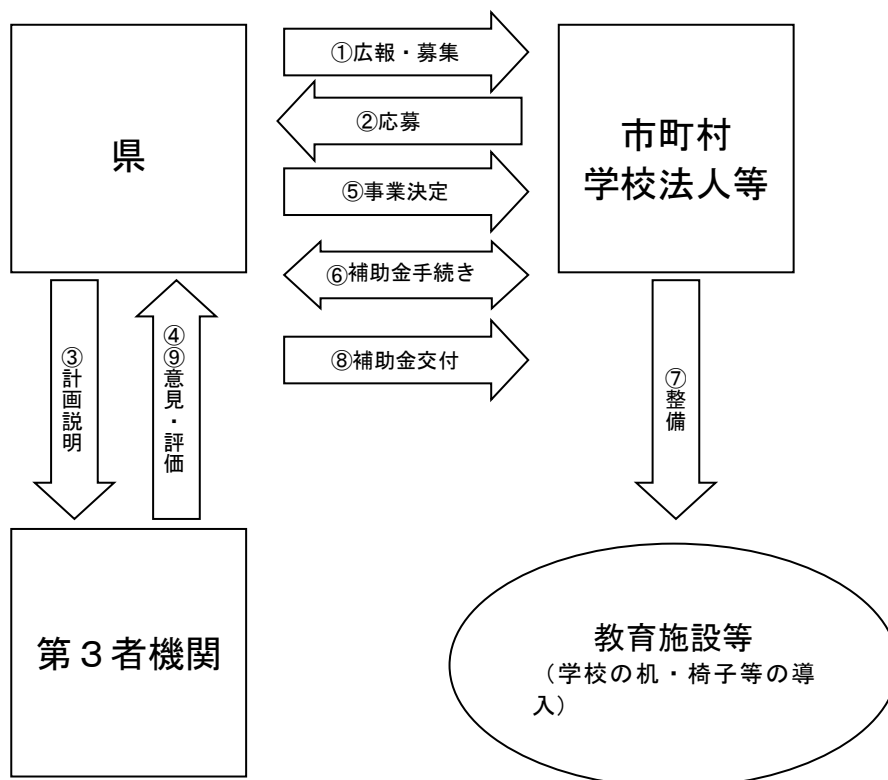 県
①広報・募集
②応募
⑤事業決定
⑥補助金手続き
⑧補助金交付
市町村
学校法人等
③計画説明
④⑨意見・評価
⑦整備
第３者機関
教育施設等
（学校の机・椅子等の導
入）